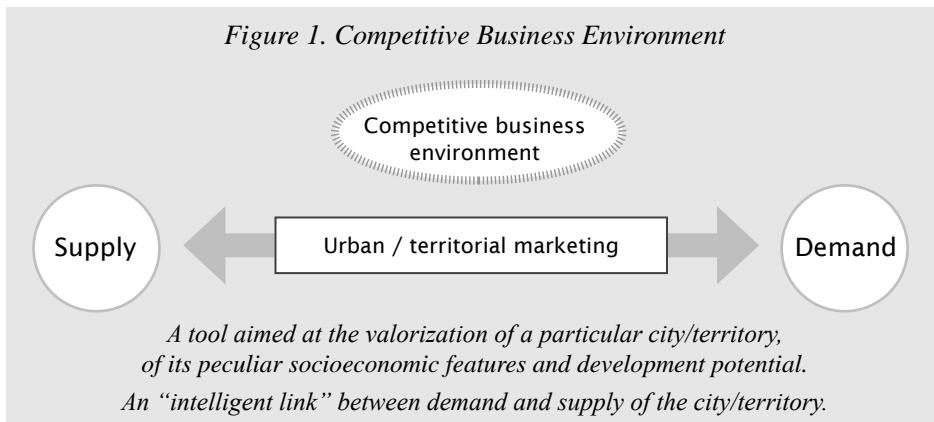 Figure 1. Competitive Business Environment
Competitive business
environment
Supply
Urban / territorial marketing
Demand
A tool aimed at the valorization of a particular city/territory,
of its peculiar socioeconomic features and development potential.
An “intelligent link” between demand and supply of the city/territory.